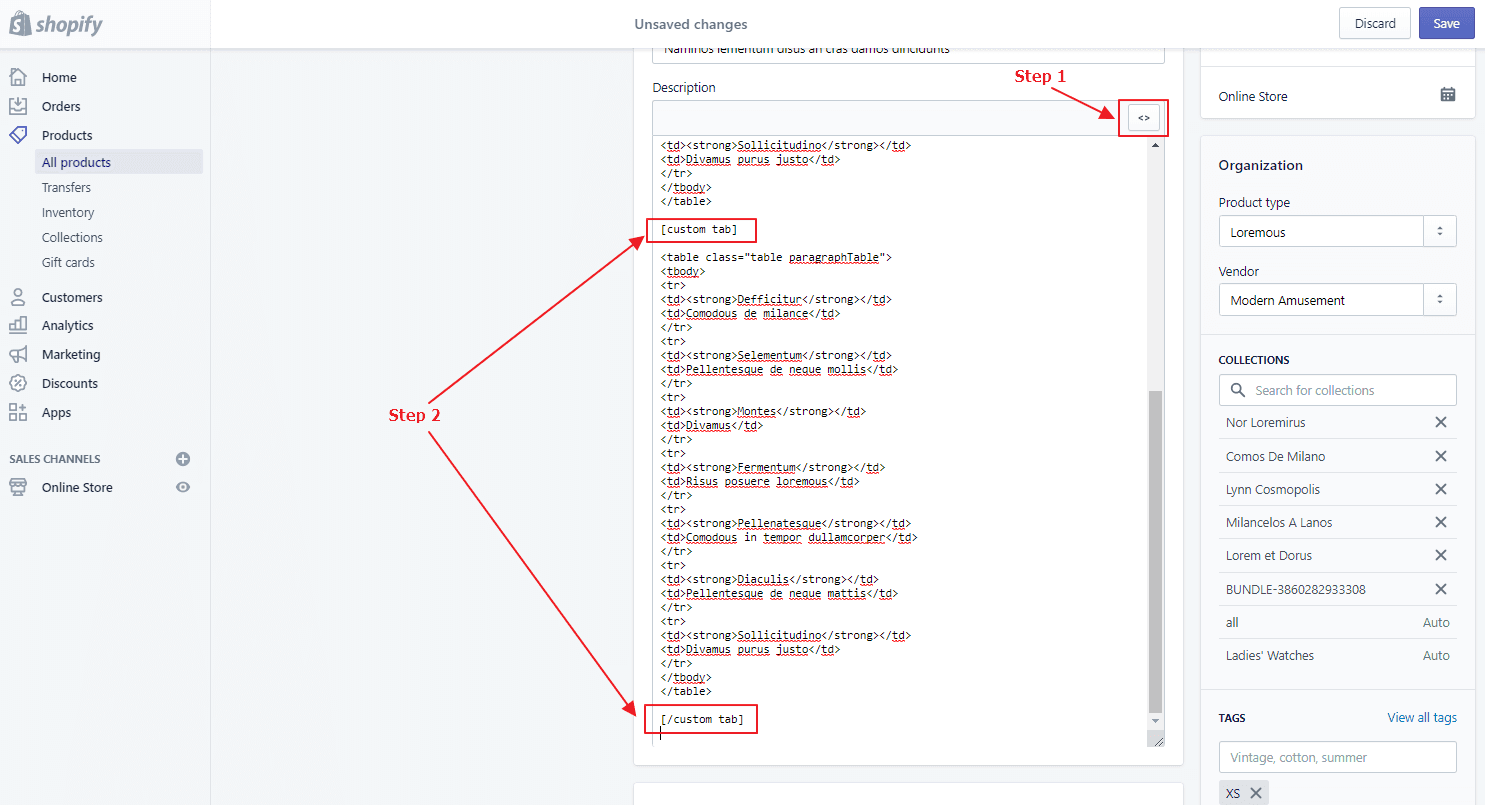 shopify
Unsaved changes
Discard
Save
Home
Orders
Products
All products
Transfers
Inventory
Collections
Gift cards
Customers
Analytics
Marketing
Discounts
Apps
SALES CHANNELS
Online Store
Naminos lementum disus an cras damos dincidunts
Description
Step 1
<>
<td><strong>Sollicitudino</strong></td>
<td>Divamus purus justo</td>
</tr>
</tbody>
</table>
[custom tab]
<table class="table paragraphTable">
<tbody>
<tr>
<td><strong>Defficitur</strong></td>
<td>Comodous de milance</td>
</tr>
<tr>
<td><strong>Selementum</strong></td>
<td>Pellentesque de neque mollis</td>
</tr>
<tr>
<td><strong>Montes</strong></td>
<td>Divamus</td>
</tr>
<tr>
<td><strong>Fermentum</strong></td>
<td>Risus posuere loremous</td>
</tr>
<tr>
<td><strong>Pellenatesque</strong></td>
<td>Comodous in tempor dullamcorper</td>
</tr>
<tr>
<td><strong>Diaculis</strong></td>
<td>Pellentesque de neque mattis</td>
</tr>
<tr>
<td><strong>Sollicitudino</strong></td>
<td>Divamus purus justo</td>
</tr>
</tbody>
</table>
[/custom tab]
Step 2
Online Store
Organization
Product type
Loremous
Vendor
Modern Amusement
COLLECTIONS
Search for collections
Nor Loremirus
Comos De Milano
Lynn Cosmopolis
Milancelos A Lanos
Lorem et Dorus
BUNDLE-3860282933308
all Auto
Ladies' Watches Auto
TAGS View all tags
Vintage, cotton, summer
XS